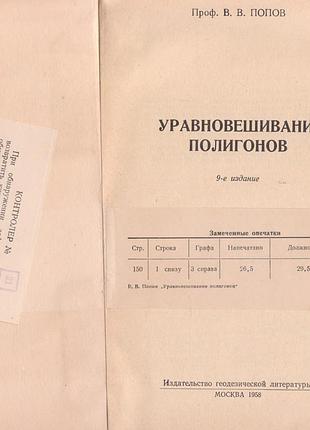 Проф. В. В. ПОПОВ
УРАВНОВЕШИВАНИ
ПОЛИГОНОВ
9-е издание
Замеченные опечатки
Стр. Строка Графа Напечатано Должно
150 1 снизу 3 справа 26,5 29,5
В. В. Попов „Уравновешивание полигонов"
Издательство геодезической литературы
МОСКВА 1958
КОНТРОЛЕР №
При обнаружении
возвратить